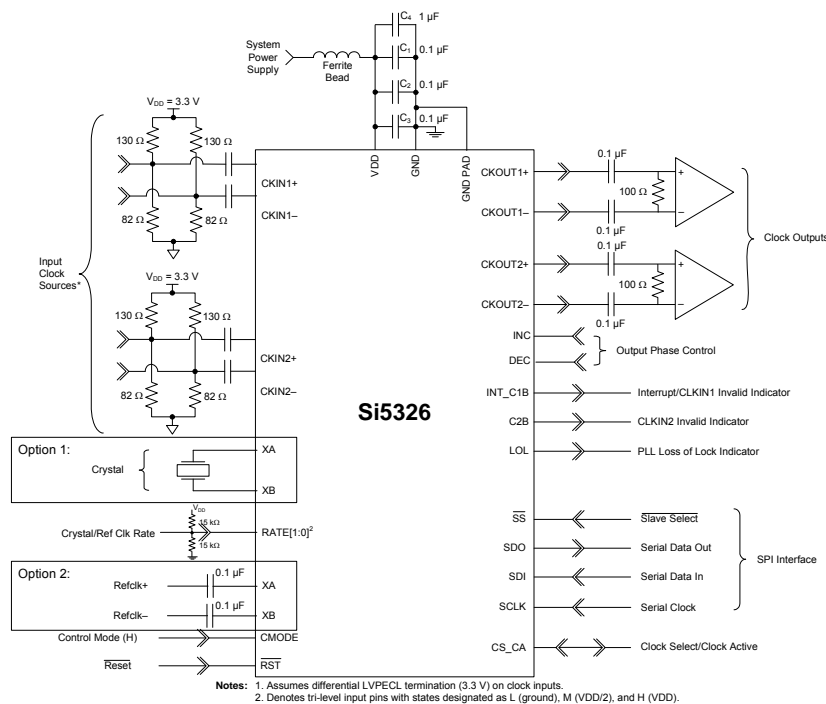 C4 1 µF
System
Power
Supply
Ferrite
Bead
C1 0.1 µF
C2 0.1 µF
C3 0.1 µF
VDD = 3.3 V
130 Ω
130 Ω
82 Ω
82 Ω
CKIN1+
CKIN1–
Input
Clock
Sources*
VDD = 3.3 V
130 Ω
130 Ω
82 Ω
82 Ω
CKIN2+
CKIN2–
VDD
GND
GND PAD
Si5326
CKOUT1+
0.1 µF
100 Ω
+
–
CKOUT1–
0.1 µF
0.1 µF
CKOUT2+
100 Ω
+
–
CKOUT2–
0.1 µF
Clock Outputs
INC
DEC
Output Phase Control
INT_C1B
Interrupt/CLKIN1 Invalid Indicator
C2B
CLKIN2 Invalid Indicator
LOL
PLL Loss of Lock Indicator
Option 1:
Crystal
XA
XB
VDD
15 kΩ
15 kΩ
Crystal/Ref Clk Rate
RATE[1:0]2
Option 2:
Refclk+
0.1 µF
XA
Refclk–
0.1 µF
XB
Control Mode (H)
CMODE
Reset
RST
SS
Slave Select
SDO
Serial Data Out
SDI
Serial Data In
SCLK
Serial Clock
SPI Interface
CS_CA
Clock Select/Clock Active
Notes: 1. Assumes differential LVPECL termination (3.3 V) on clock inputs.
2. Denotes tri-level input pins with states designated as L (ground), M (VDD/2), and H (VDD).